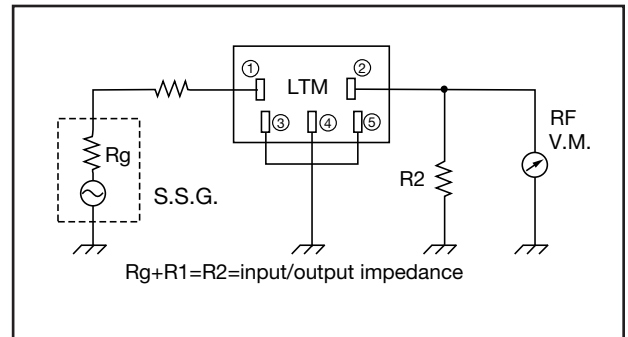 ① LTM ②
RF
V.M.
③ ④ ⑤
Rg
R2
S.S.G.
Rg+R1=R2=input/output impedance